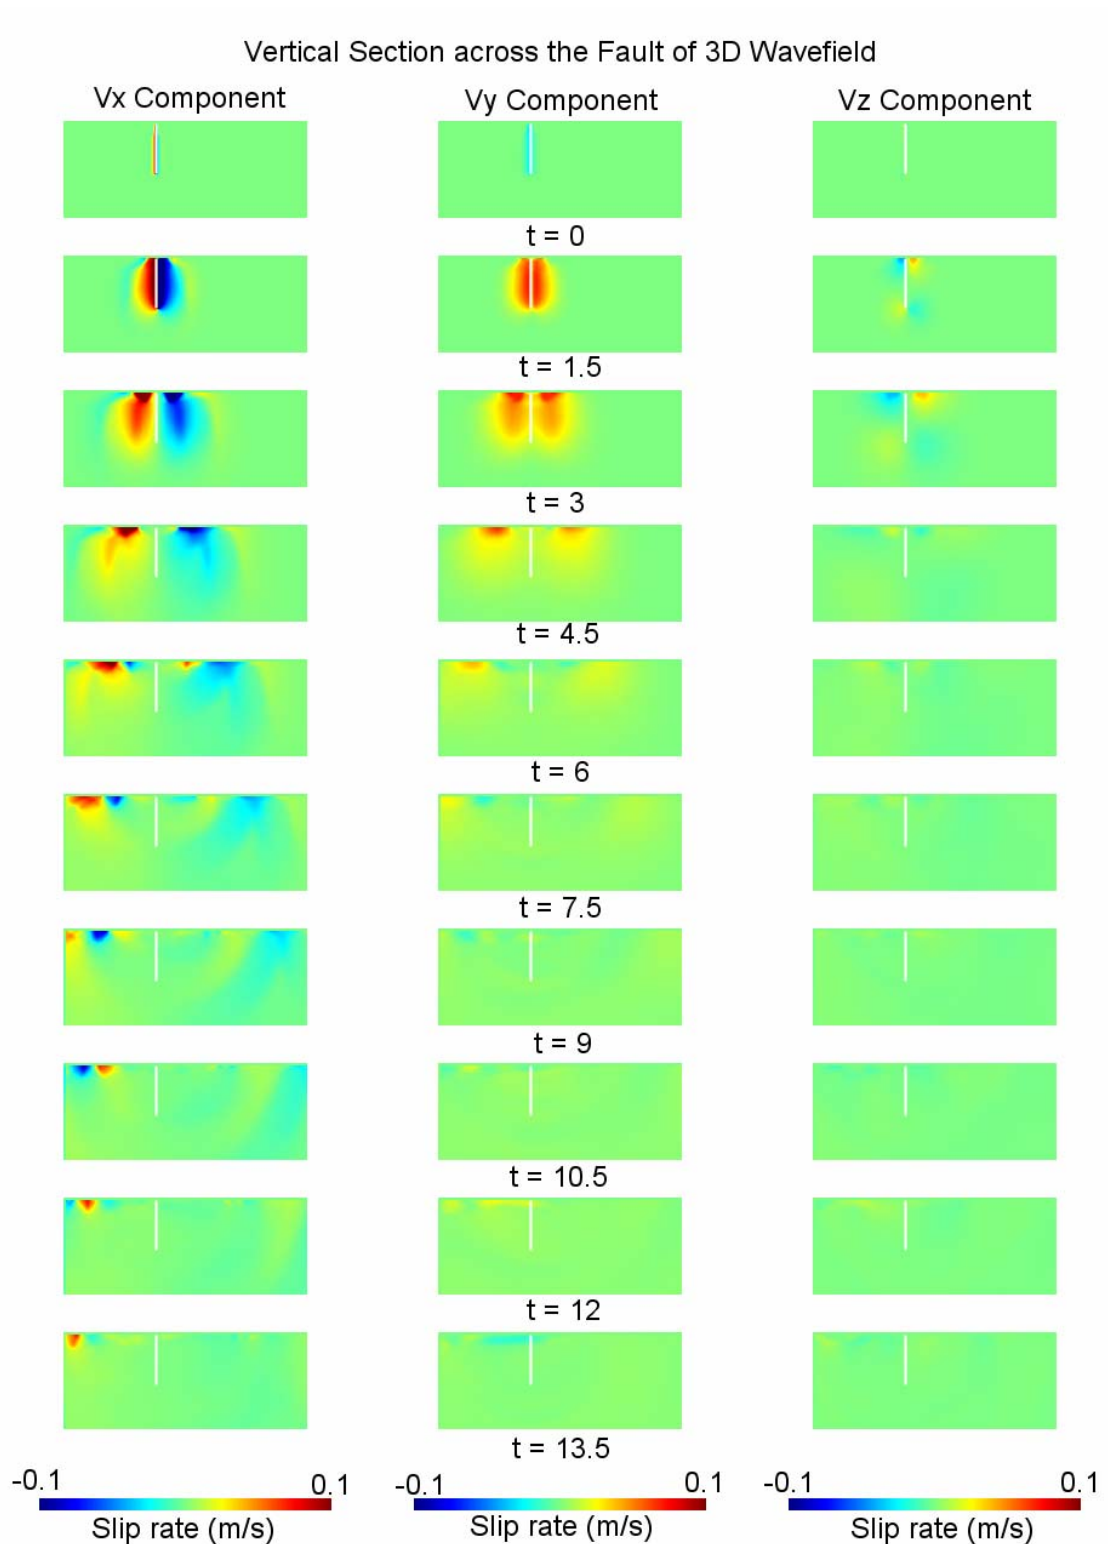 Vertical Section across the Fault of 3D Wavefield
Vx Component Vy Component Vz Component
t = 0
t = 1.5
t = 3
t = 4.5
t = 6
t = 7.5
t = 9
t = 10.5
t = 12
t = 13.5
-0.1 0.1 -0.1 0.1 -0.1 0.1
Slip rate (m/s) Slip rate (m/s) Slip rate (m/s)